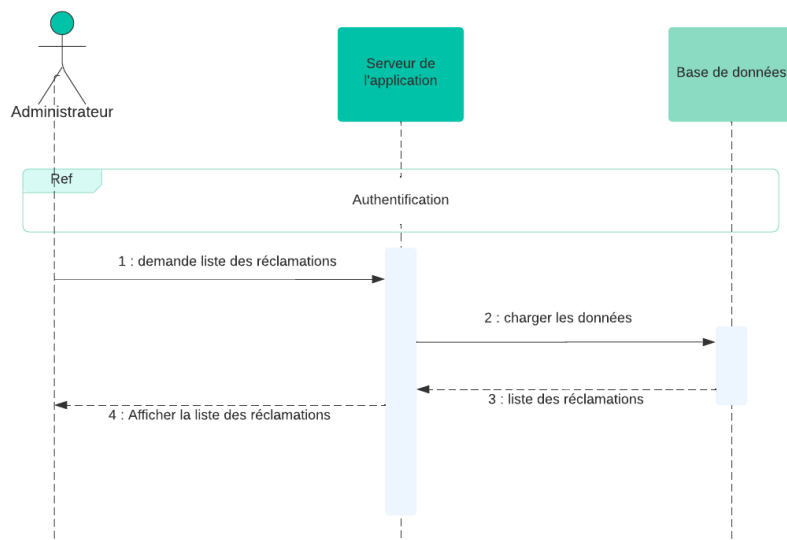 Administrateur
Serveur de
l'application
Base de données
Ref
Authentification
1 : demande liste des réclamations
2 : charger les données
3 : liste des réclamations
4 : Afficher la liste des réclamations